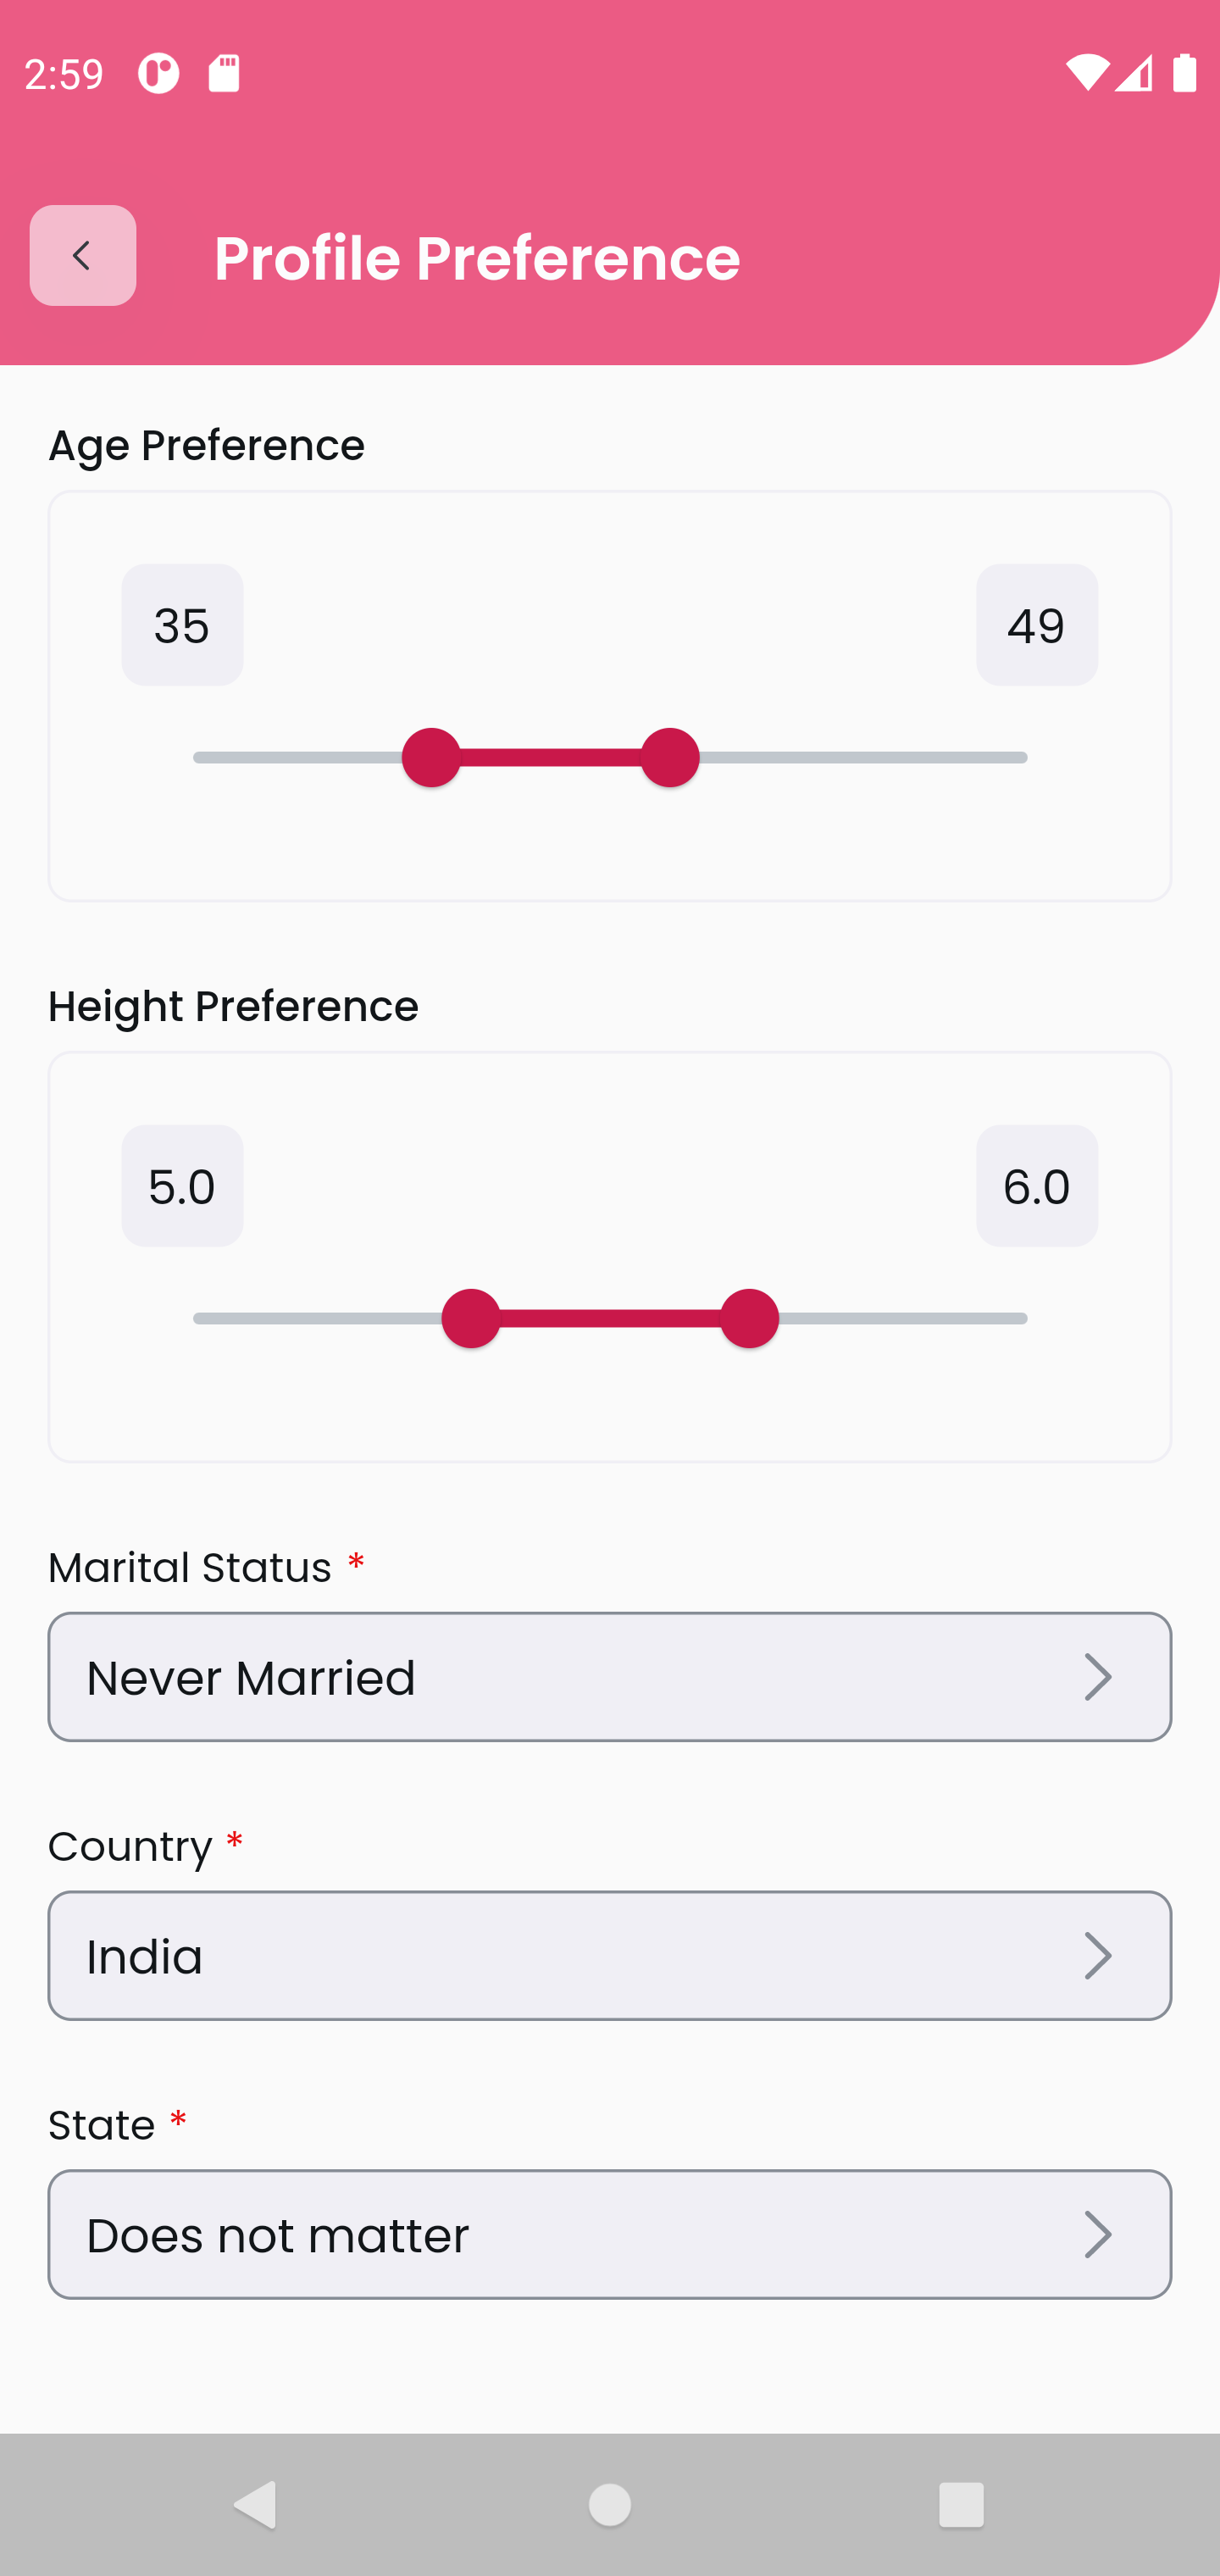 2:59
Profile Preference
Age Preference
35 49
Height Preference
5.0 6.0
Marital Status *
Never Married
Country *
India
State *
Does not matter